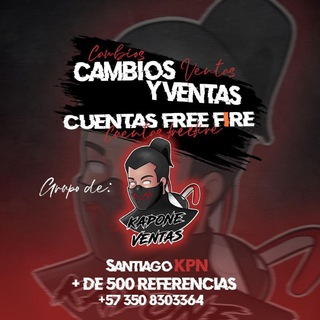 Cambios
CAMBIOS Ventas
Y VENTAS
CUENTAS FREE FIRE
Grupo de:
KAPONE
VENTAS
SANTIAGO KPN
+ DE 500 REFERENCIAS
+57 350 8303364